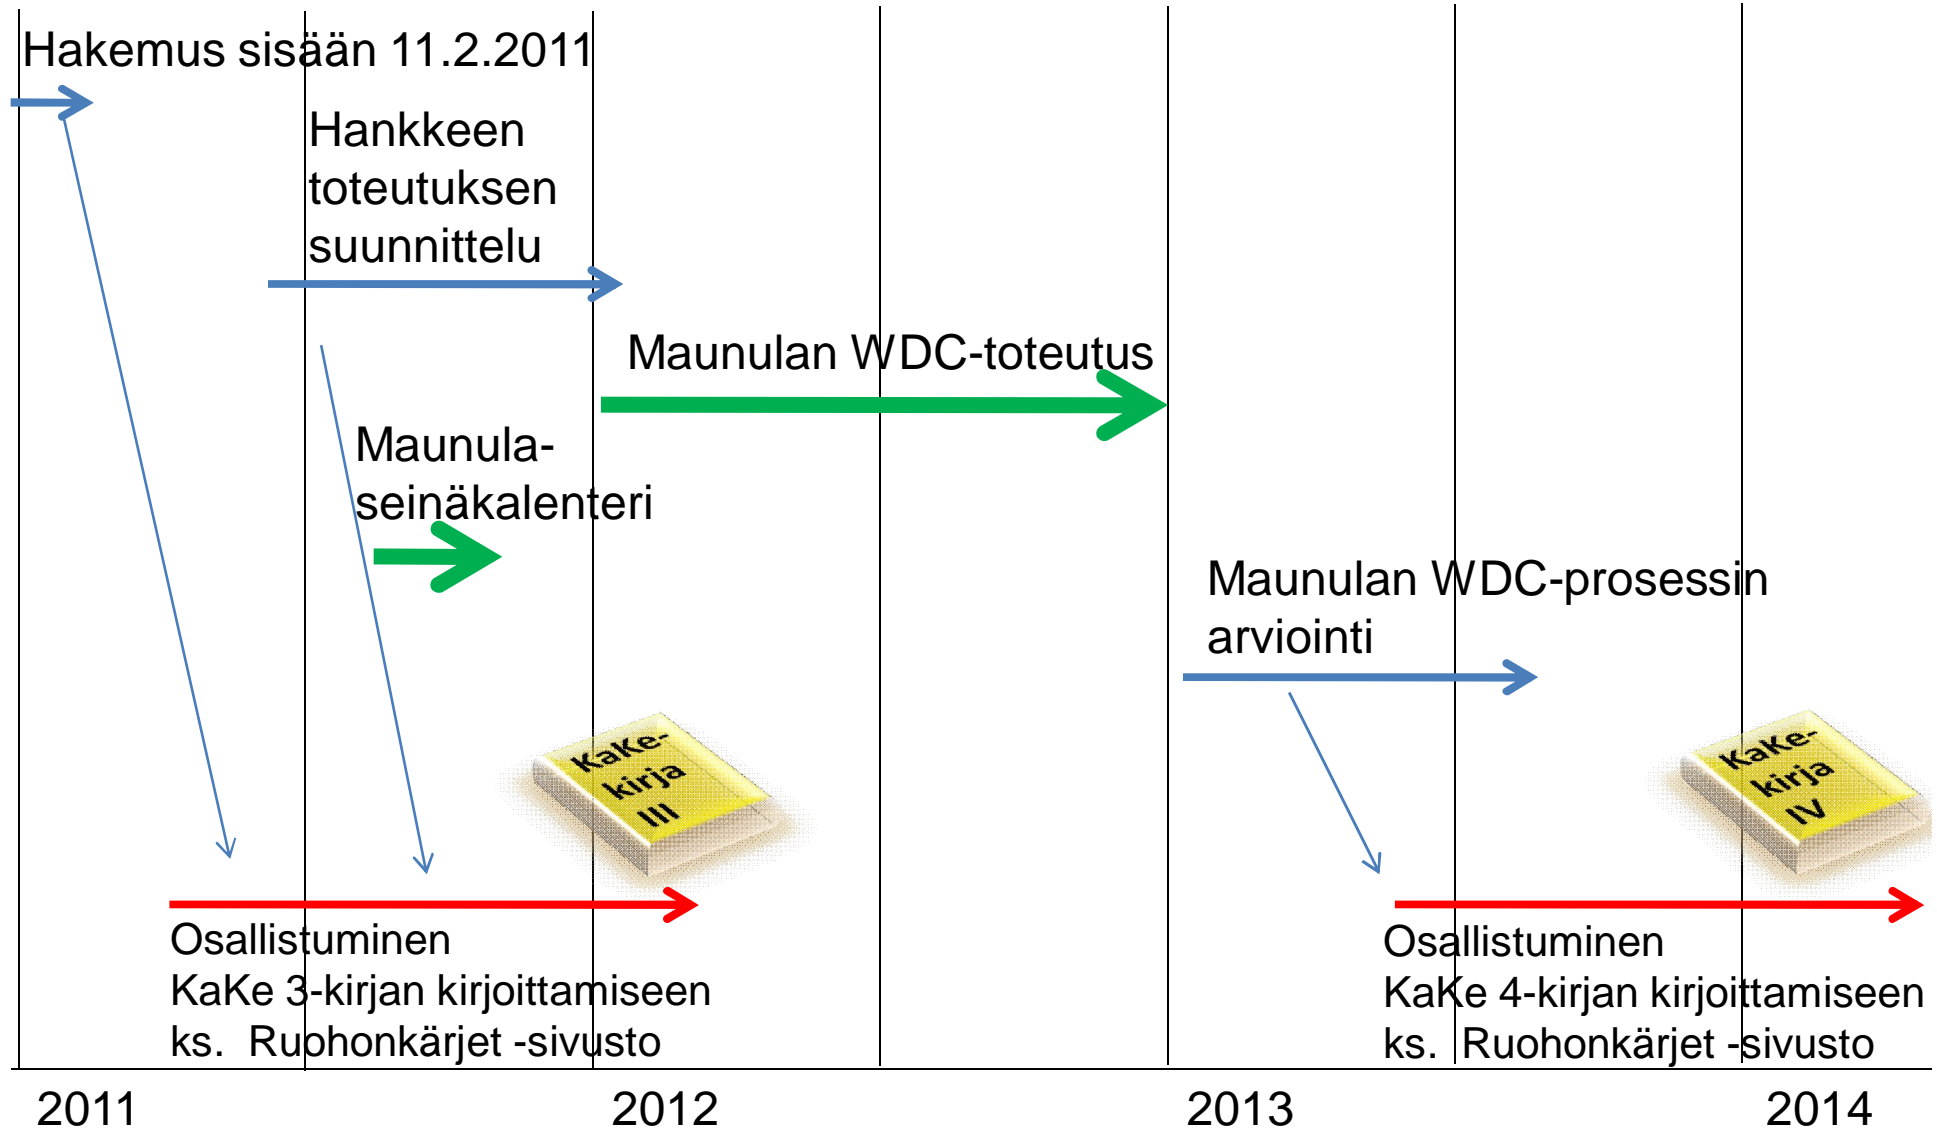 Hakemus sisään 11.2.2011
Hankkeen
toteutuksen
suunnittelu
Maunulan WDC-toteutus
Maunula-
seinäkalenteri
Maunulan WDC-prosessin
arviointi
KaKe-
kirja
III
KaKe-
kirja
IV
Osallistuminen
KaKe 3-kirjan kirjoittamiseen
ks.  Ruohonkärjet -sivusto
Osallistuminen
KaKe 4-kirjan kirjoittamiseen
ks.  Ruohonkärjet -sivusto
2011
2012
2013
2014